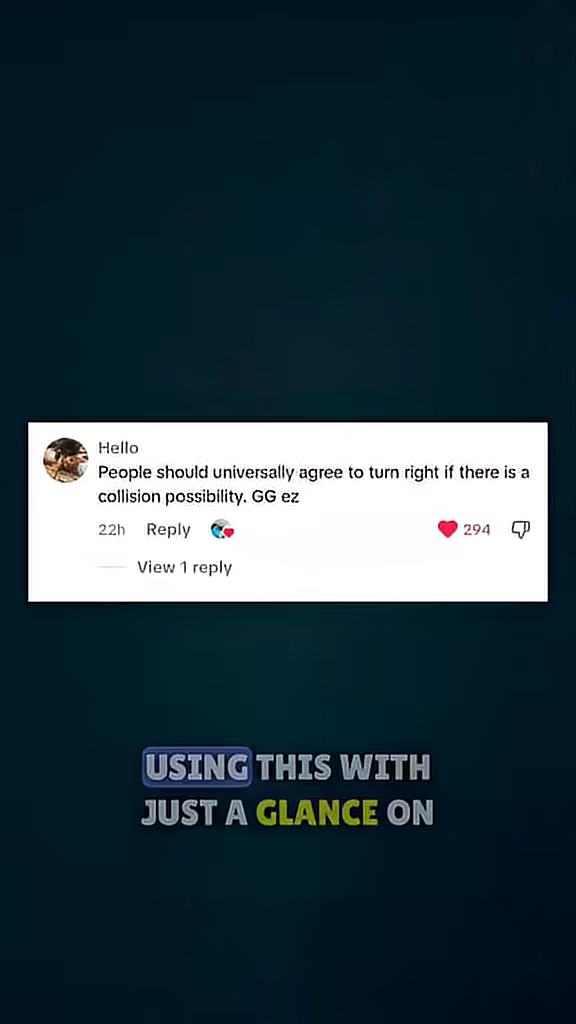 Hello
People should universally agree to turn right if there is a
collision possibility. GG ez
22h Reply 294
View 1 reply
USING THIS WITH
JUST A GLANCE ON